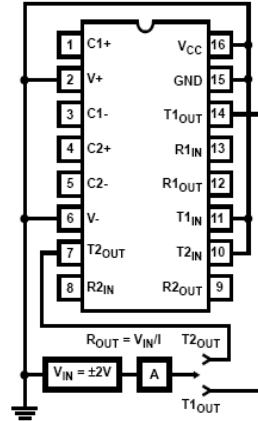 1 C1+ VCC 16
2 V+ GND 15
3 C1- T1OUT 14
4 C2+ R1IN 13
5 C2- R1OUT 12
6 V- T1IN 11
7 T2OUT T2IN 10
8 R2IN R2OUT 9
ROUT = VIN/I T2OUT
VIN = ±2V A
T1OUT